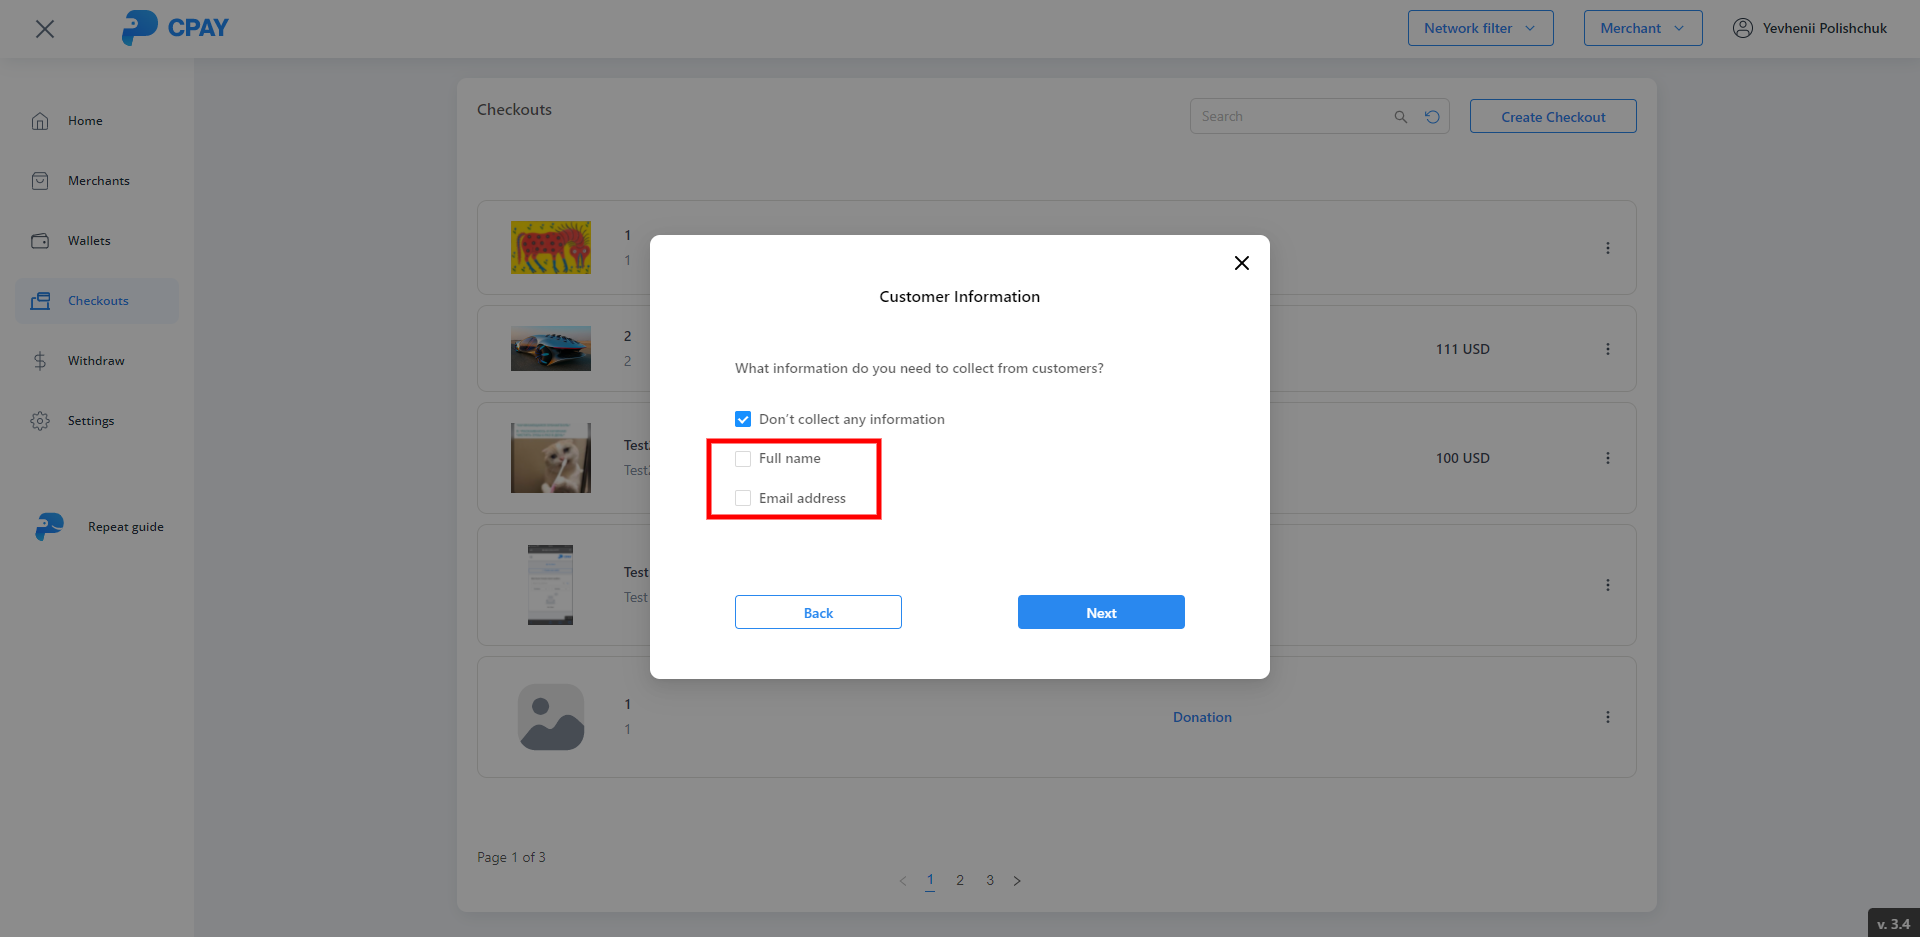 CPAY
Network filter
Merchant
Yevhenii Polishchuk
Home
Merchants
Wallets
Checkouts
Withdraw
Settings
Repeat guide
Checkouts
Search
Create Checkout
1
1
2
2
111 USD
Test
100 USD
Test
Test
1
1
Donation
Customer Information
What information do you need to collect from customers?
Don't collect any information
Full name
Email address
Back
Next
Page 1 of 3
1 2 3
v. 3.4